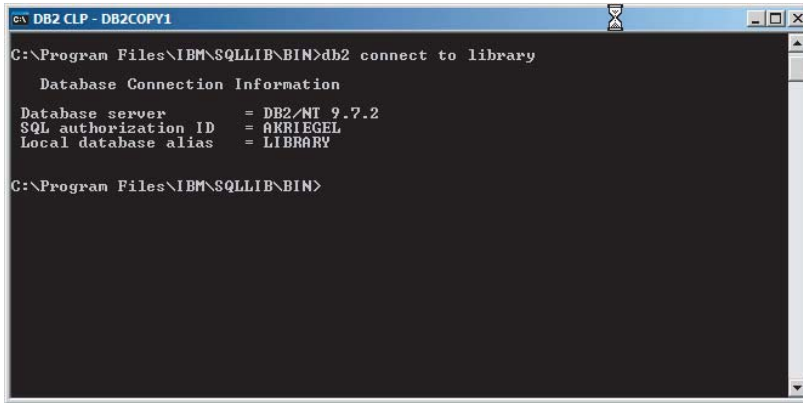 DB2 CLP - DB2COPY1
C:\Program Files\IBM\SQLLIB\BIN>db2 connect to library
Database Connection Information
Database server = DB2/NT 9.7.2
SQL authorization ID = AKRIEGEL
Local database alias = LIBRARY
C:\Program Files\IBM\SQLLIB\BIN>